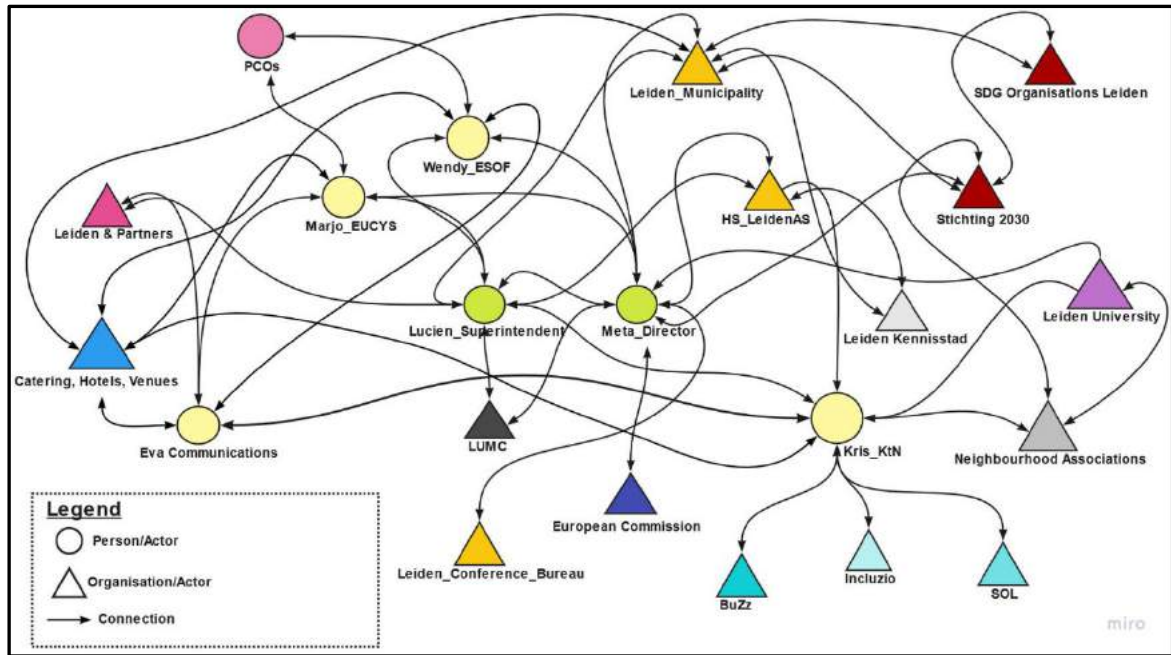 PCOs
Leiden_Municipality
SDG Organisations Leiden
Wendy_ESOF
Leiden & Partners
Marjo_EUCYS
HS_LeidenAS
Stichting 2030
Lucien_Superintendent
Meta_Director
Leiden Kennisstad
Leiden University
Catering, Hotels, Venues
Eva Communications
LUMC
Kris_KtN
Neighbourhood Associations
European Commission
Leiden_Conference_Bureau
BuZz
Incluzio
SOL
Legend
Person/Actor
Organisation/Actor
Connection
miro